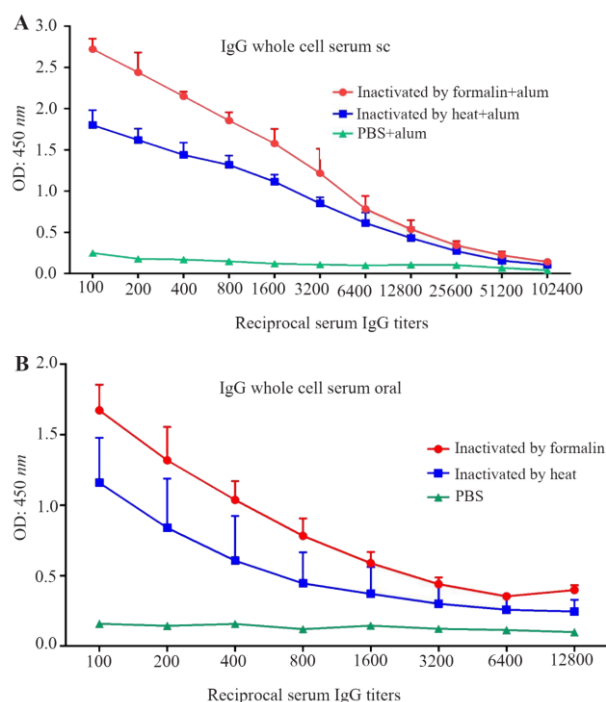 A
IgG whole cell serum sc
3.0
2.5
2.0
1.5
1.0
0.5
0.0
OD: 450 nm
Inactivated by formalin+alum
Inactivated by heat+alum
PBS+alum
100 200 400 800 1600 3200 6400 12800 25600 51200 102400
Reciprocal serum IgG titers
B
IgG whole cell serum oral
2.0
1.5
1.0
0.5
0.0
OD: 450 nm
Inactivated by formalin
Inactivated by heat
PBS
100 200 400 800 1600 3200 6400 12800
Reciprocal serum IgG titers